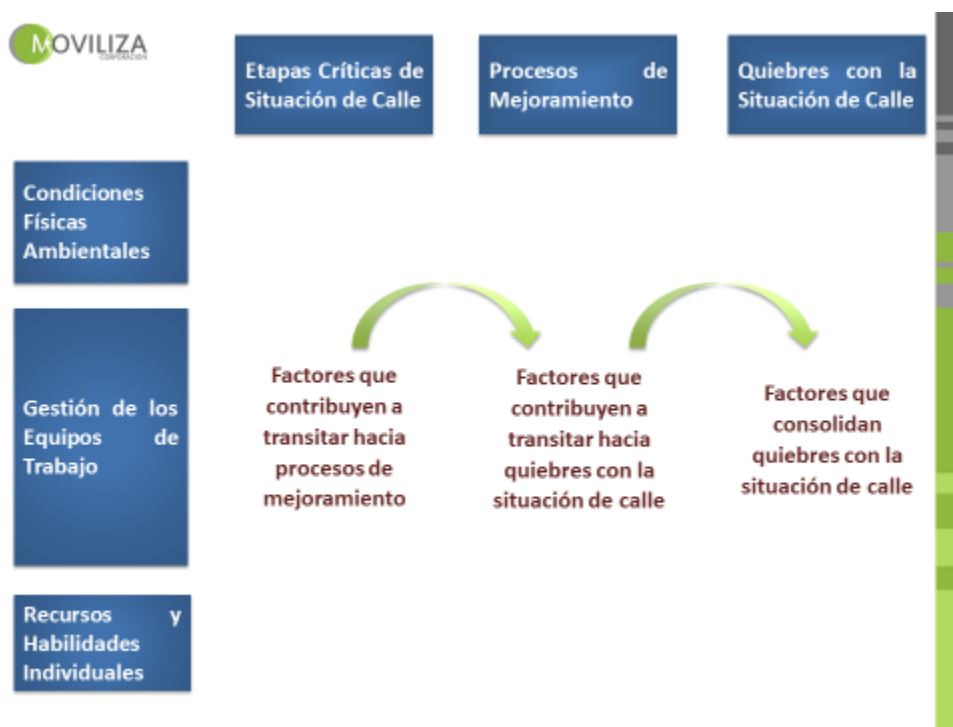 MOVILIZA
CORPORACION
Etapas Críticas de
Situación de Calle
Procesos de
Mejoramiento
Quiebres con la
Situación de Calle
Condiciones
Físicas
Ambientales
Gestión de los
Equipos de
Trabajo
Recursos y
Habilidades
Individuales
Factores que
contribuyen a
transitar hacia
procesos de
mejoramiento
Factores que
contribuyen a
transitar hacia
quiebres con la
situación de calle
Factores que
consolidan
quiebres con la
situación de calle